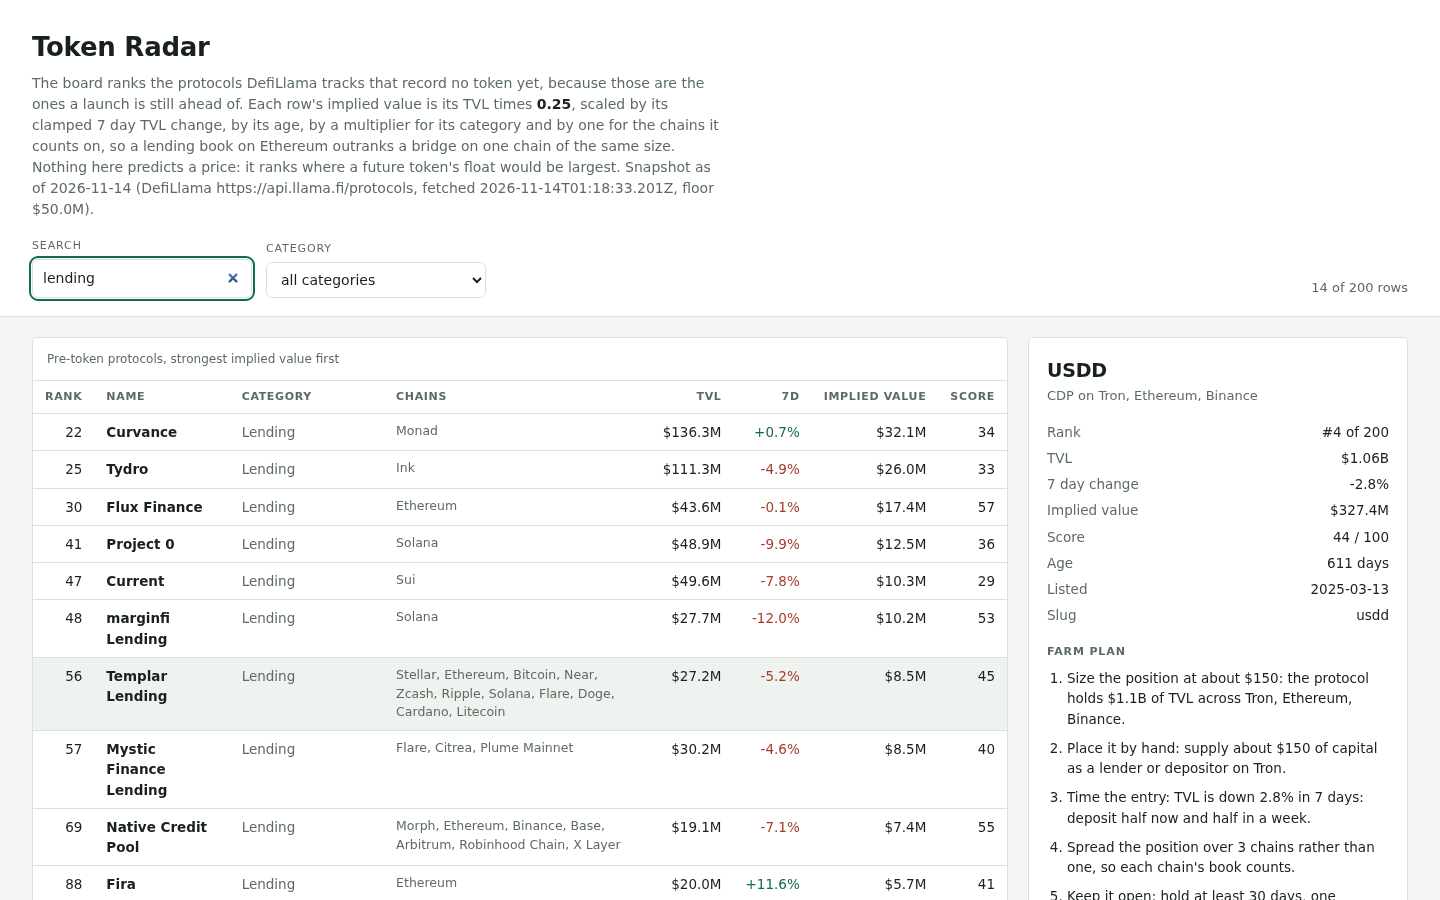 Token Radar
The board ranks the protocols DefiLlama tracks that record no token yet, because those are the
ones a launch is still ahead of. Each row's implied value is its TVL times 0.25, scaled by its
clamped 7 day TVL change, by its age, by a multiplier for its category and by one for the chains it
counts on, so a lending book on Ethereum outranks a bridge on one chain of the same size.
Nothing here predicts a price: it ranks where a future token's float would be largest. Snapshot as
of 2026-11-14 (DefiLlama https://api.llama.fi/protocols, fetched 2026-11-14T01:18:33.201Z, floor
$50.0M).
SEARCH
CATEGORY
lending
all categories
14 of 200 rows
Pre-token protocols, strongest implied value first
RANK NAME CATEGORY CHAINS TVL 7D IMPLIED VALUE SCORE
22 Curvance Lending Monad $136.3M +0.7% $32.1M 34
25 Tydro Lending Ink $111.3M -4.9% $26.0M 33
30 Flux Finance Lending Ethereum $43.6M -0.1% $17.4M 57
41 Project 0 Lending Solana $48.9M -9.9% $12.5M 36
47 Current Lending Sui $49.6M -7.8% $10.3M 29
48 marginfi Lending Solana $27.7M -12.0% $10.2M 53
Lending
56 Templar Lending Stellar, Ethereum, Bitcoin, Near, $27.2M -5.2% $8.5M 45
Lending Zcash, Ripple, Solana, Flare, Doge,
Cardano, Litecoin
57 Mystic Lending Flare, Citrea, Plume Mainnet $30.2M -4.6% $8.5M 40
Finance
Lending
69 Native Credit Lending Morph, Ethereum, Binance, Base, $19.1M -7.1% $7.4M 55
Pool Arbitrum, Robinhood Chain, X Layer
88 Fira Lending Ethereum $20.0M +11.6% $5.7M 41
USDD
CDP on Tron, Ethereum, Binance
Rank #4 of 200
TVL $1.06B
7 day change -2.8%
Implied value $327.4M
Score 44 / 100
Age 611 days
Listed 2025-03-13
Slug usdd
FARM PLAN
1. Size the position at about $150: the protocol
holds $1.1B of TVL across Tron, Ethereum,
Binance.
2. Place it by hand: supply about $150 of capital
as a lender or depositor on Tron.
3. Time the entry: TVL is down 2.8% in 7 days:
deposit half now and half in a week.
4. Spread the position over 3 chains rather than
one, so each chain's book counts.
5. Keep it open: hold at least 30 days, one